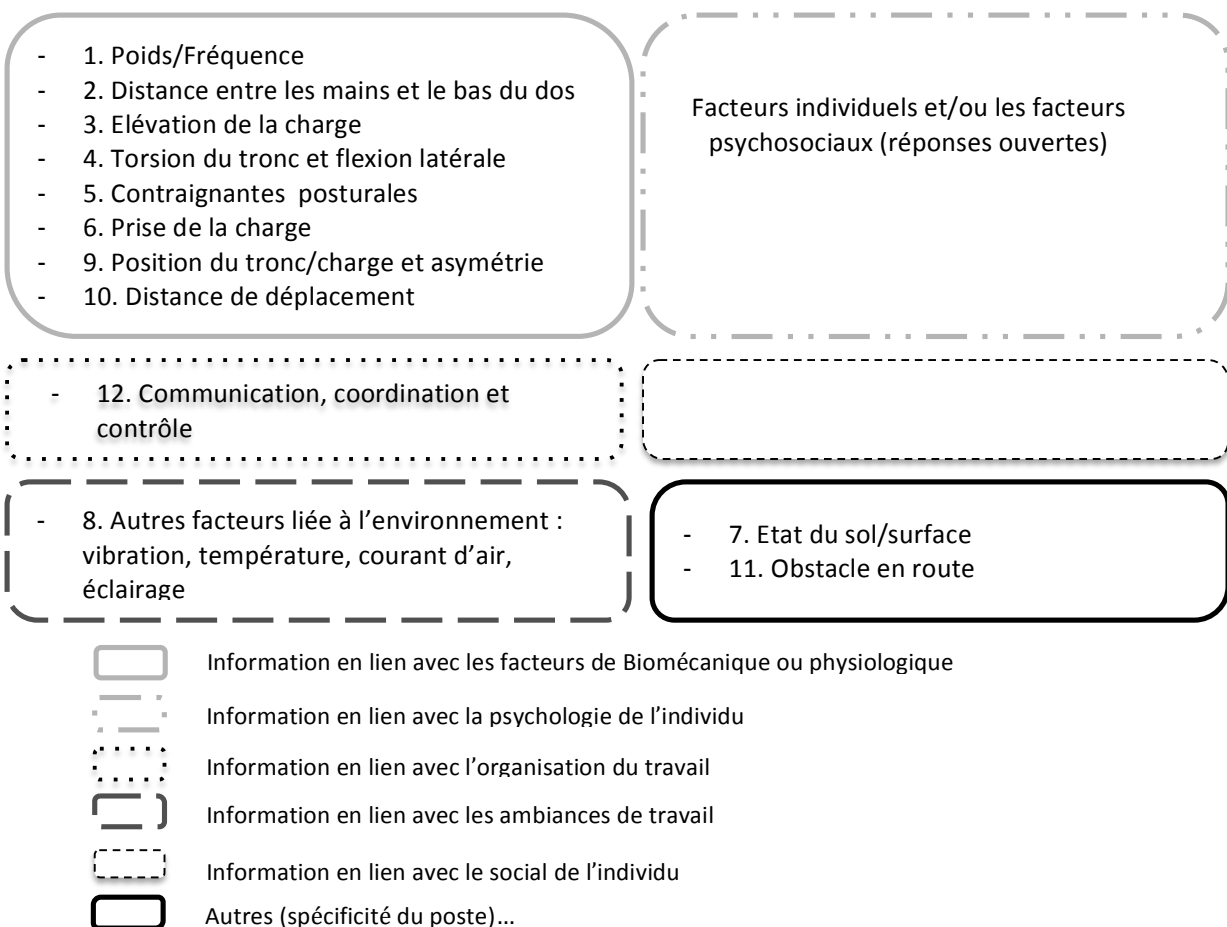 - 1. Poids/Fréquence
- 2. Distance entre les mains et le bas du dos
- 3. Elévation de la charge
- 4. Torsion du tronc et flexion latérale
- 5. Contraignantes posturales
- 6. Prise de la charge
- 9. Position du tronc/charge et asymétrie
- 10. Distance de déplacement
Facteurs individuels et/ou les facteurs
psychosociaux (réponses ouvertes)
- 12. Communication, coordination et
contrôle
- 8. Autres facteurs liée à l'environnement :
vibration, température, courant d'air,
éclairage
- 7. Etat du sol/surface
- 11. Obstacle en route
Information en lien avec les facteurs de Biomécanique ou physiologique
Information en lien avec la psychologie de l'individu
Information en lien avec l'organisation du travail
Information en lien avec les ambiances de travail
Information en lien avec le social de l'individu
Autres (spécificité du poste)...